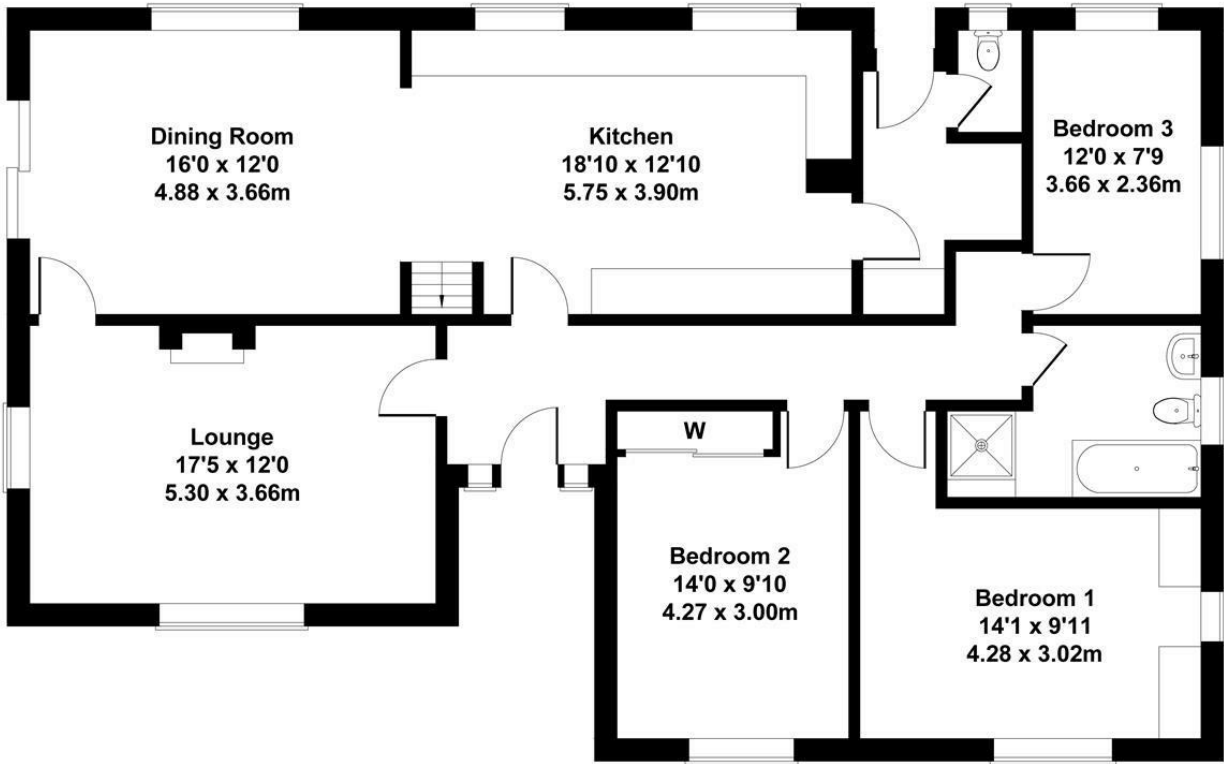 Dining Room
16'0 x 12'0
4.88 x 3.66m
Kitchen
18'10 x 12'10
5.75 x 3.90m
Bedroom 3
12'0 x 7'9
3.66 x 2.36m
Lounge
17'5 x 12'0
5.30 x 3.66m
W
Bedroom 2
14'0 x 9'10
4.27 x 3.00m
Bedroom 1
14'1 x 9'11
4.28 x 3.02m